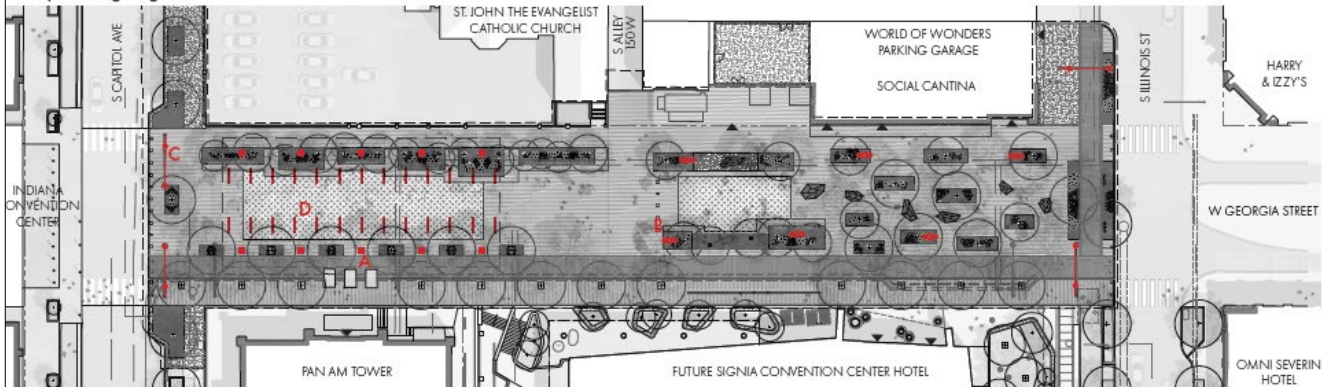 ST. JOHN THE EVANGELIST
CATHOLIC CHURCH
S CAPITOL AVE
S ALLEY
150 W
WORLD OF WONDERS
PARKING GARAGE
SOCIAL CANTINA
S ILLINOIS ST
HARRY
& IZZY'S
C
INDIANA
CONVENTION
CENTER
D
B
A
W GEORGIA STREET
PAN AM TOWER
FUTURE SIGNIA CONVENTION CENTER HOTEL
OMNI SEVERIN
HOTEL